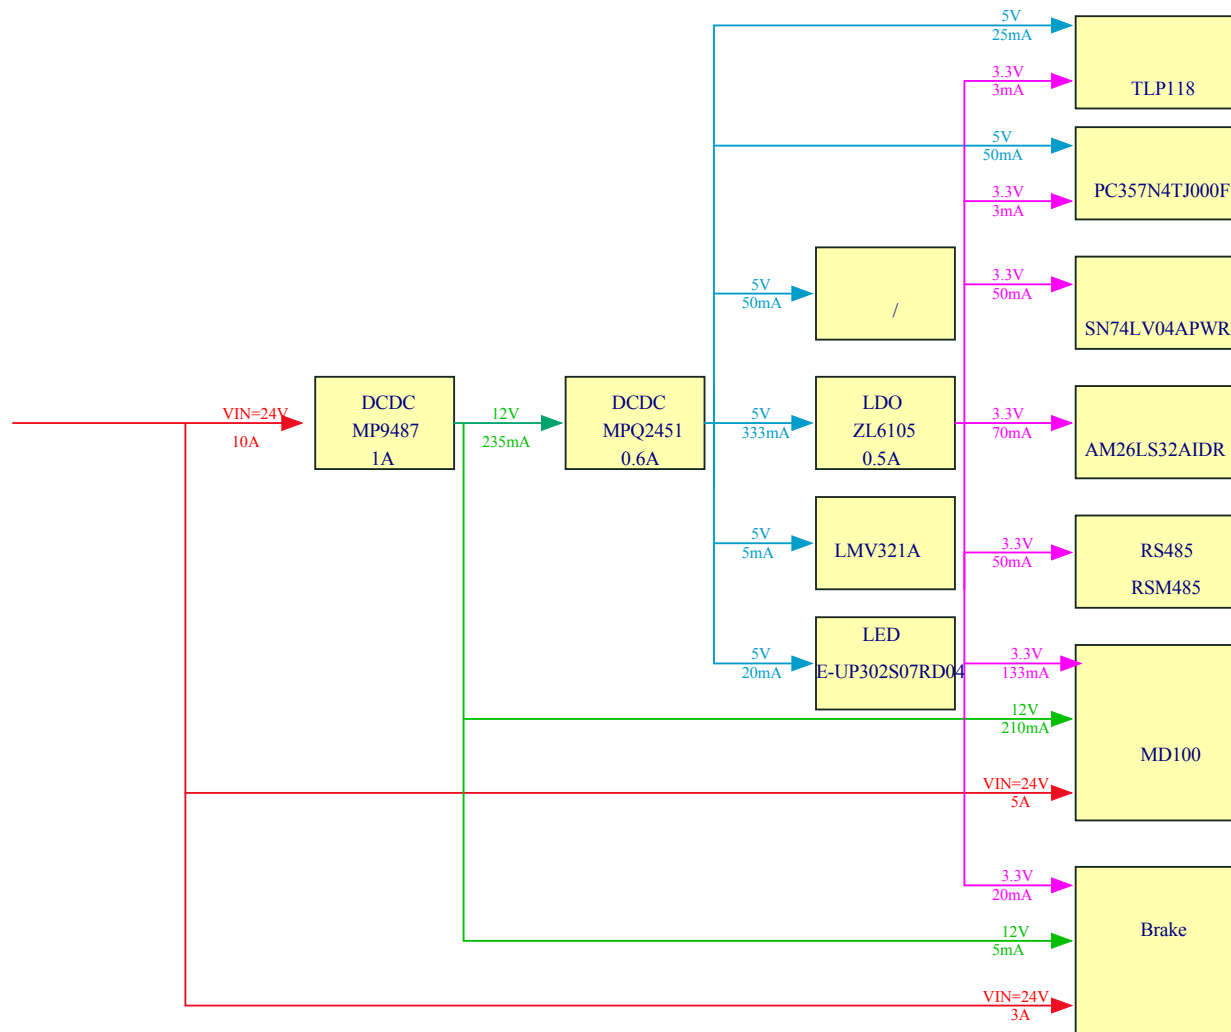 5V
25mA
3.3V
3mA
TLP118
5V
50mA
PC357N4TJ000F
3.3V
3mA
5V
50mA
/
3.3V
50mA
SN74LV04APWR
VIN=24V
10A
DCDC
MP9487
1A
12V
235mA
DCDC
MPQ2451
0.6A
5V
333mA
LDO
ZL6105
0.5A
3.3V
70mA
AM26LS32AIDR
5V
5mA
LMV321A
3.3V
50mA
RS485
RSM485
5V
20mA
LED
E-UP302S07RD04
3.3V
133mA
12V
210mA
MD100
VIN=24V
5A
3.3V
20mA
Brake
12V
5mA
VIN=24V
3A